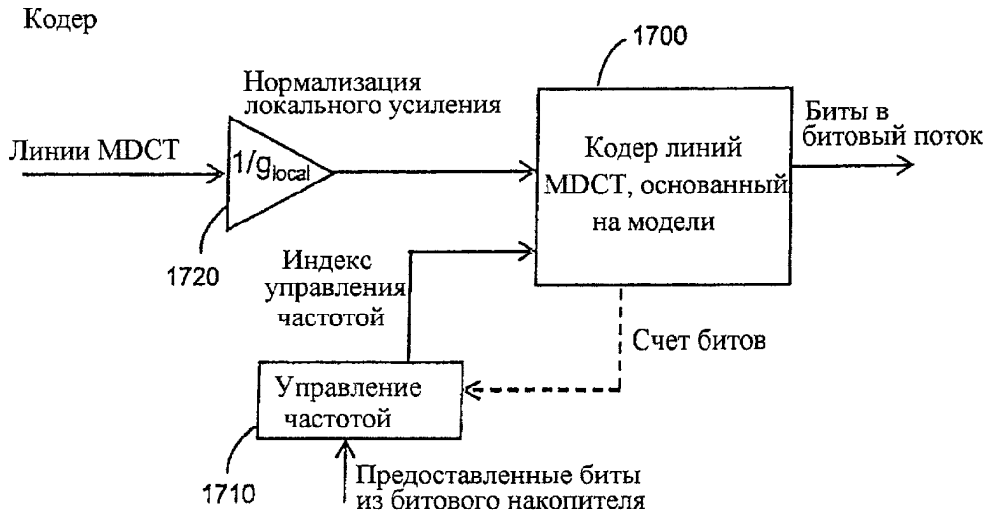 Кодер
1700
Нормализация
локального усиления
Линии MDCT
1/glocal
Кодер линий
MDCT, основанный
на модели
Биты в
битовый поток
1720
Индекс
управления
частотой
Счет битов
Управление
частотой
1710
Предоставленные биты
из битового накопителя